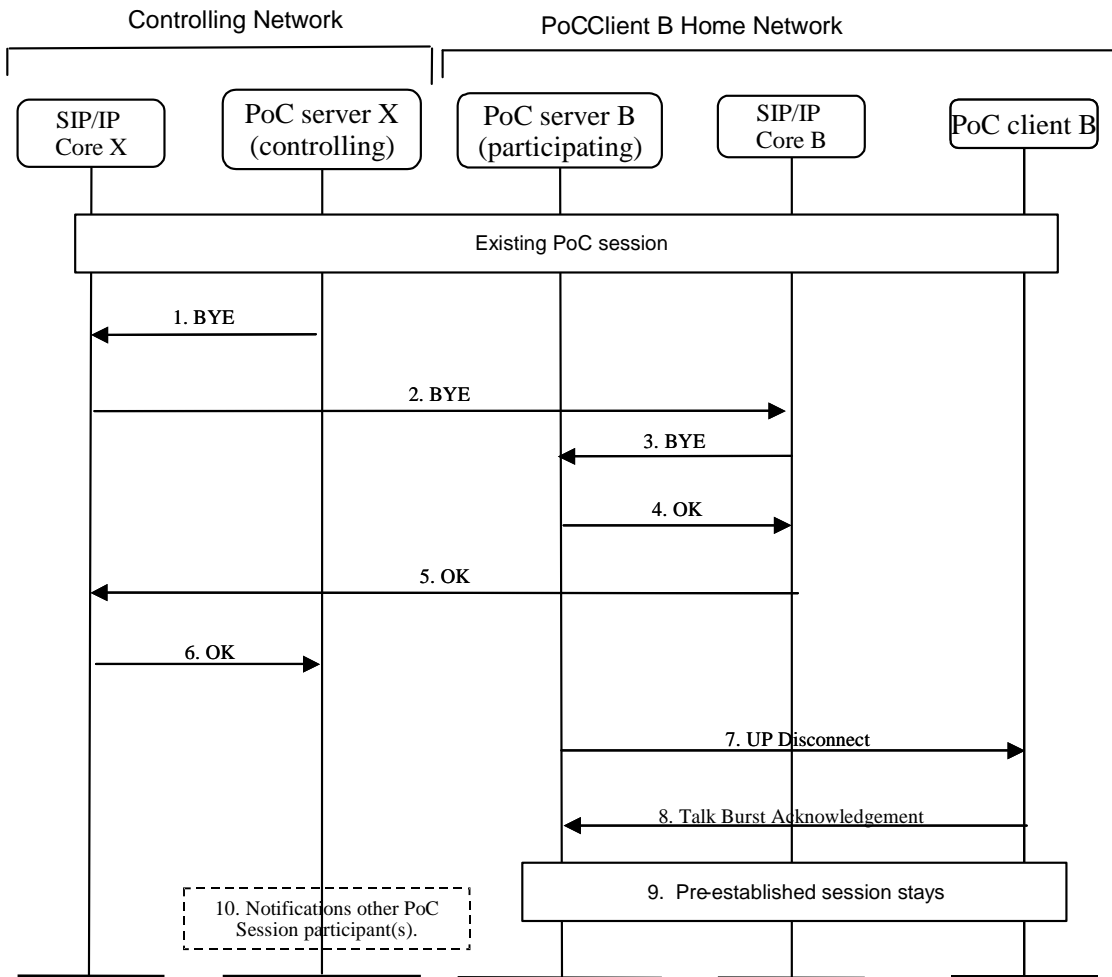 Controlling Network
PoCClient B Home Network
SIP/IP
Core X
PoC server X
(controlling)
PoC server B
(participating)
SIP/IP
Core B
PoC client B
Existing PoC session
1. BYE
2. BYE
3. BYE
4. OK
5. OK
6. OK
7. UP Disconnect
8. Talk Burst Acknowledgement
9. Pre-established session stays
10. Notifications other PoC
Session participant(s).